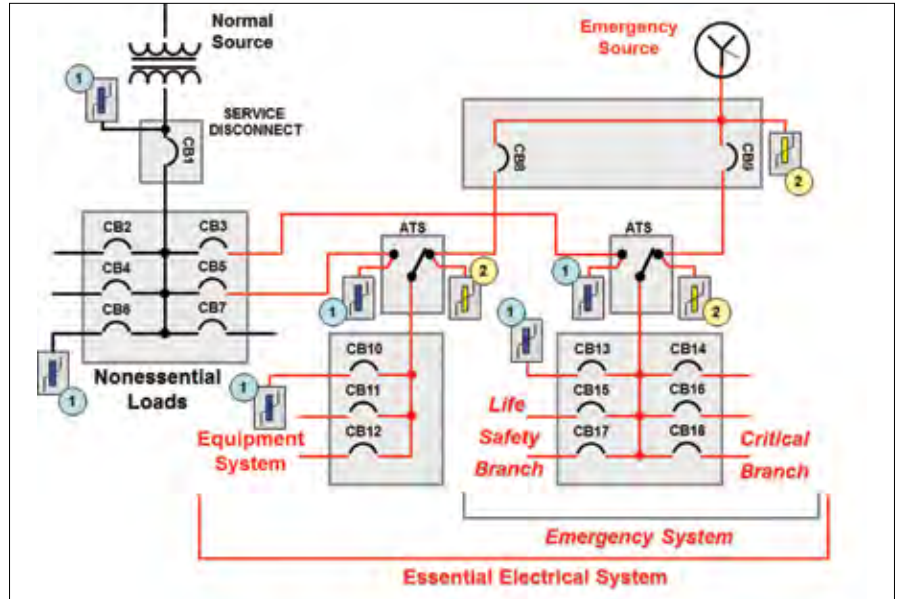 Normal
Source
Emergency
Source
1
SERVICE
DISCONNECT
CB1
CB8
CB9
2
CB2
CB3
ATS
ATS
CB4
CB5
1
2
1
2
CB6
CB7
1
1
Nonessential
Loads
1
CB10
CB11
CB12
Equipment
System
CB13
CB14
CB15
CB16
CB17
CB18
Life
Safety
Branch
Critical
Branch
Emergency System
Essential Electrical System